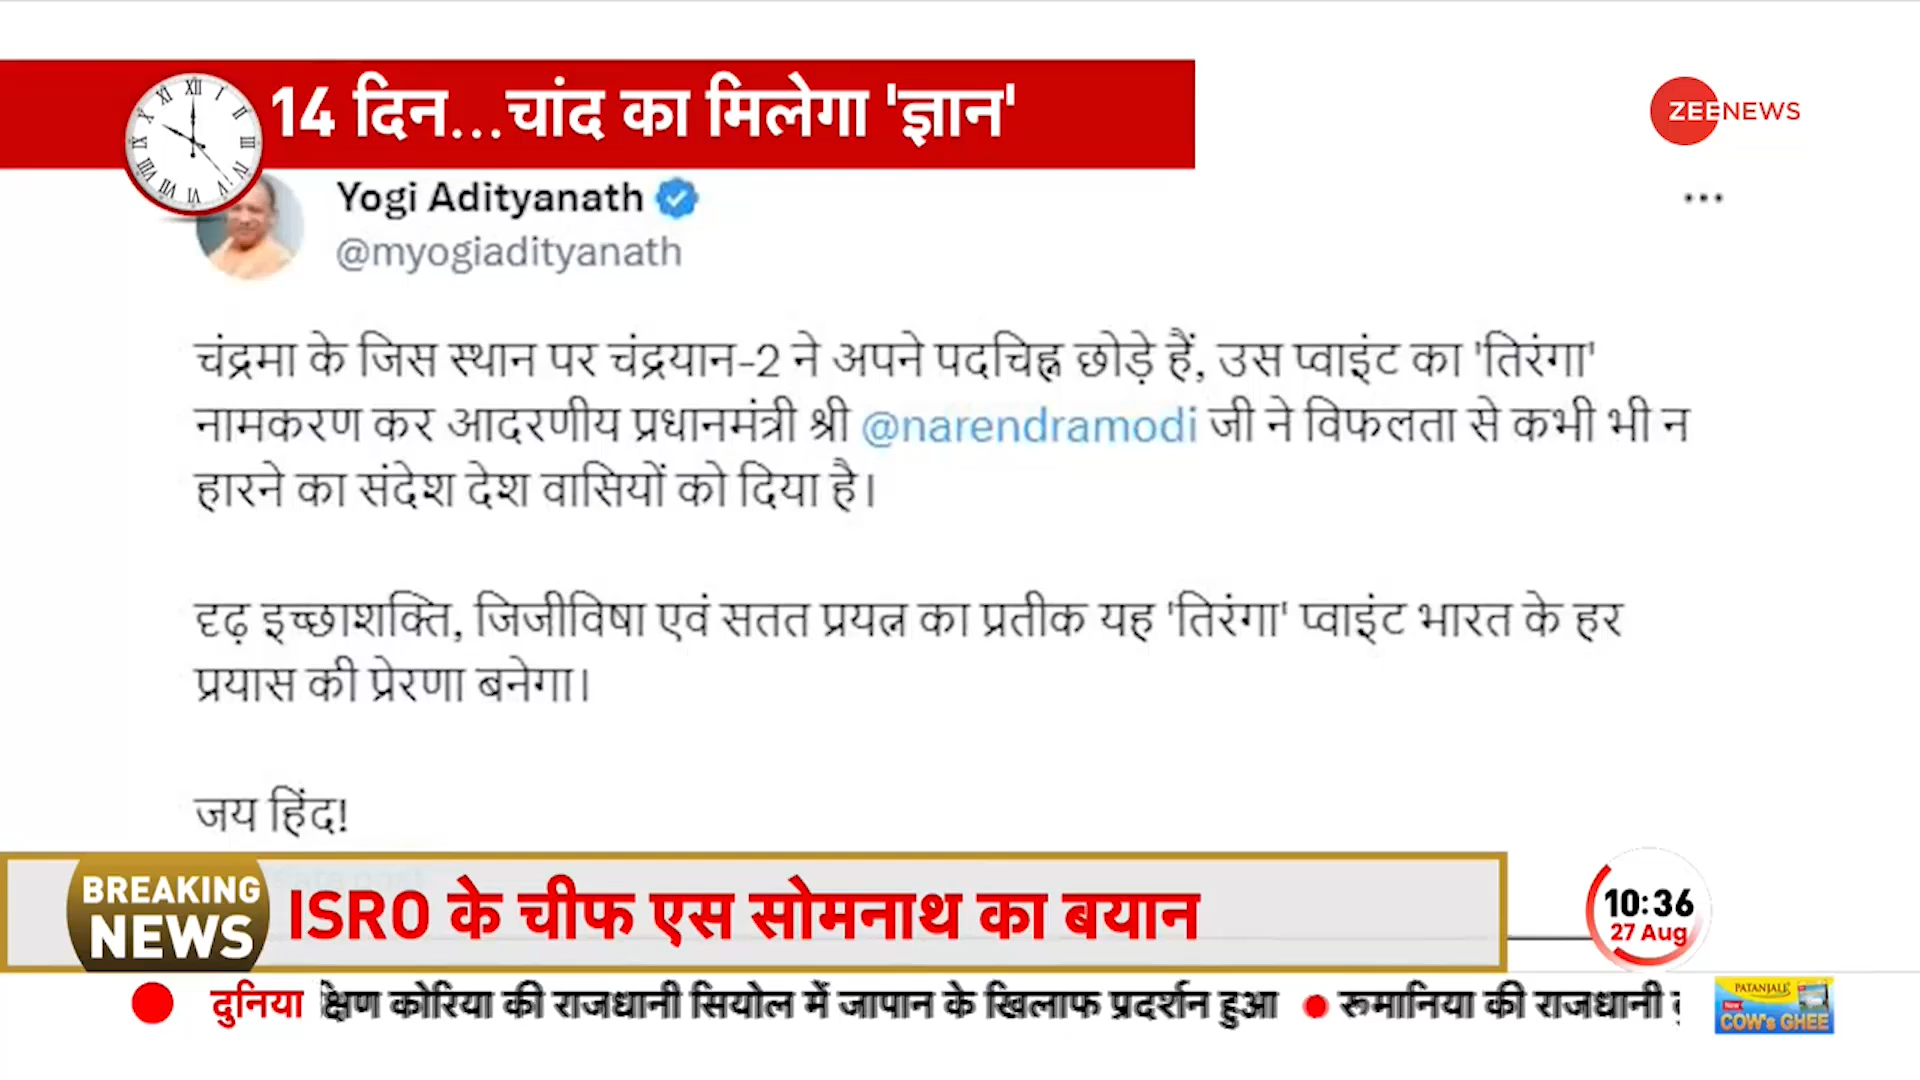 14 दिन...चांद का मिलेगा 'ज्ञान'
ZEENEWS
Yogi Adityanath
@myogiadityanath
चंद्रमा के जिस स्थान पर चंद्रयान-2 ने अपने पदचिह्न छोड़े हैं, उस प्वाइंट का 'तिरंगा'
नामकरण कर आदरणीय प्रधानमंत्री श्री @narendramodi जी ने विफलता से कभी भी न
हारने का संदेश देश वासियों को दिया है।
दृढ़ इच्छाशक्ति, जिजीविषा एवं सतत प्रयत्न का प्रतीक यह 'तिरंगा' प्वाइंट भारत के हर
प्रयास की प्रेरणा बनेगा।
जय हिंद!
BREAKING
NEWS
ISRO के चीफ एस सोमनाथ का बयान
10:36
27 Aug
दुनिया क्षिण कोरिया की राजधानी सियोल में जापान के खिलाफ प्रदर्शन हुआ • रुमानिया की राजधानी
PATANJALI
New
COW's GHEE